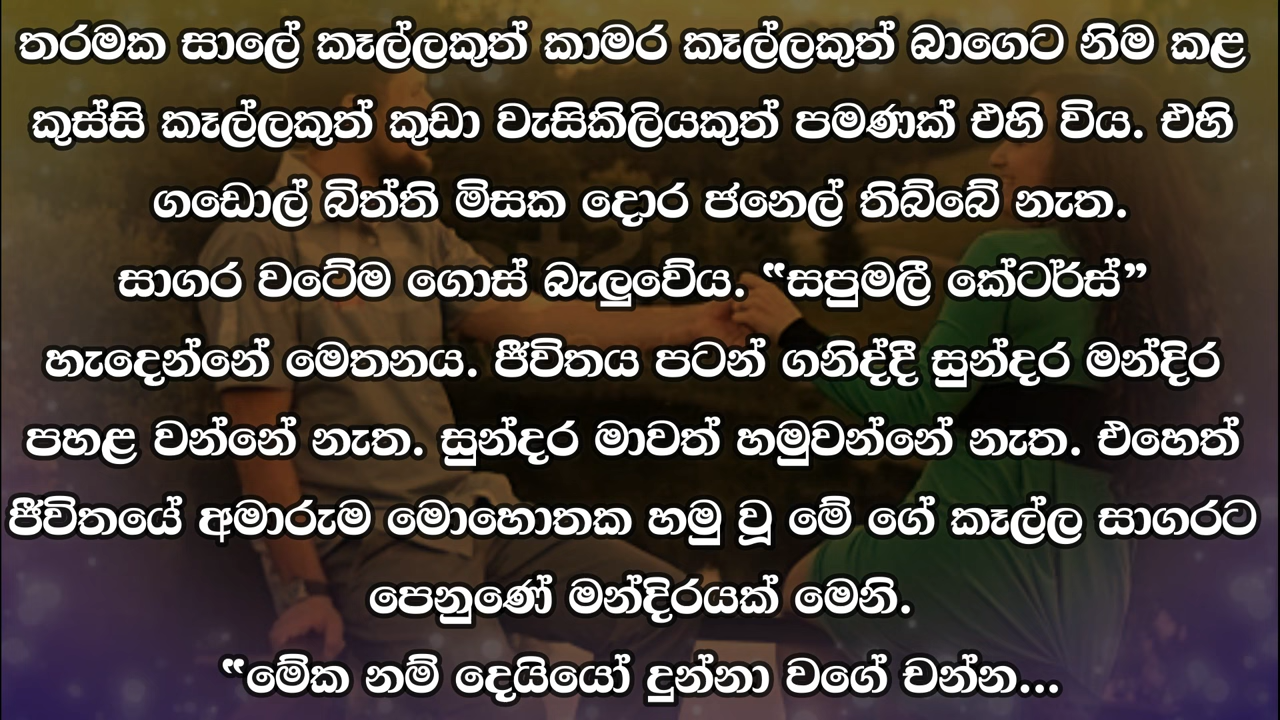 තරමක සාලේ කෑල්ලකුත් කාමර කෑල්ලකුත් බාගෙට නිම කළ
කුස්සි කෑල්ලකුත් කුඩා වැසිකිලියකුත් පමණක් එහි විය. එහි
ගඩොල් බිත්ති මිසක දොර ජනෙල් තිබ්බේ නැත.
සාගර වටේම ගොස් බැලුවේය. “සපුමලී කේටර්ස්”
හැදෙන්නේ මෙතනය. ජීවිතය පටන් ගනිද්දී සුන්දර මන්දිර
පහළ වන්නේ නැත. සුන්දර මාවත් හමුවන්නේ නැත. එහෙත්
ජීවිතයේ අමාරුම මොහොතක හමු වූ මේ ගේ කෑල්ල සාගරට
පෙනුණේ මන්දිරයක් මෙනි.
“මේක නම් දෙයියෝ දුන්නා වගේ චන්න...